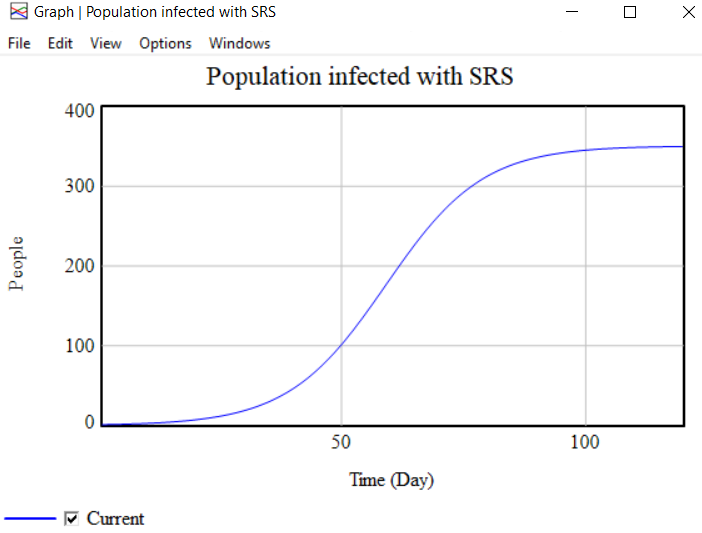 Graph | Population infected with SRS
File Edit View Options Windows
Population infected with SRS
400
300
200
100
0
People
50 100
Time (Day)
Current